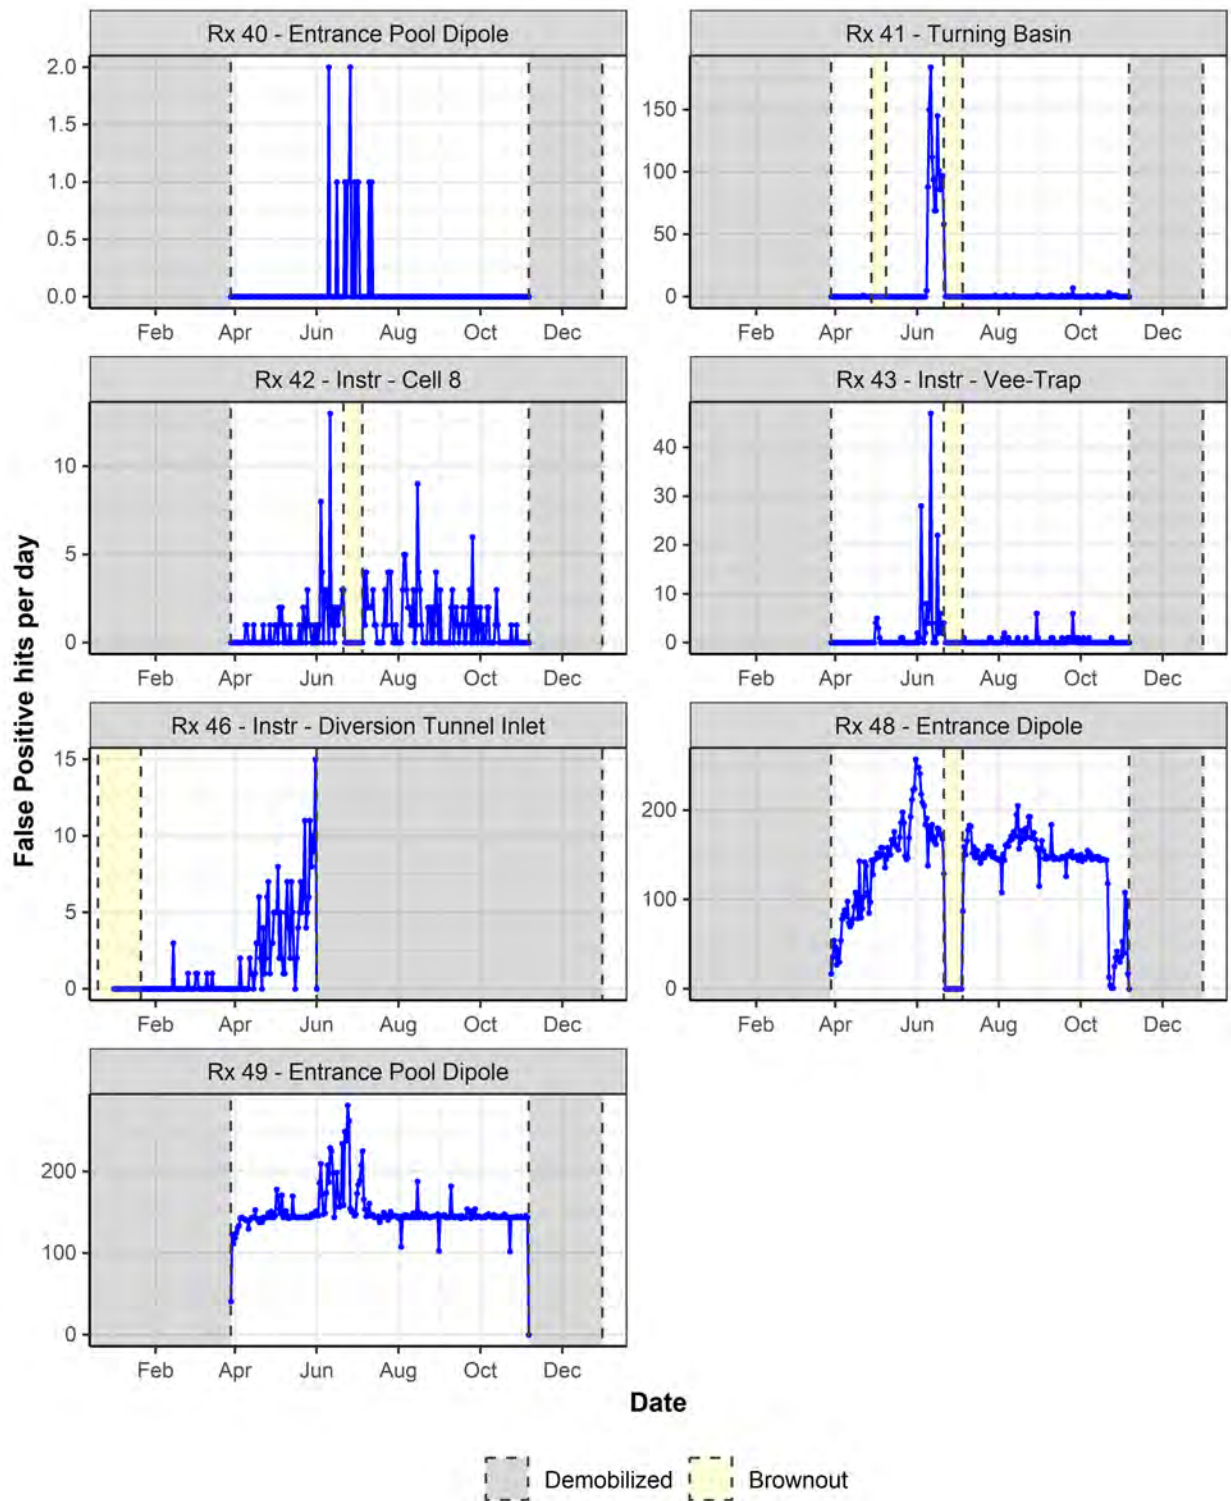 Rx 40 - Entrance Pool Dipole
2.0
1.5
1.0
0.5
0.0
Feb Apr Jun Aug Oct Dec
Rx 41 - Turning Basin
150
100
50
0
Feb Apr Jun Aug Oct Dec
Rx 42 - Instr - Cell 8
10
5
0
Feb Apr Jun Aug Oct Dec
Rx 43 - Instr - Vee-Trap
40
30
20
10
0
Feb Apr Jun Aug Oct Dec
Rx 46 - Instr - Diversion Tunnel Inlet
15
10
5
0
Feb Apr Jun Aug Oct Dec
Rx 48 - Entrance Dipole
200
100
0
Feb Apr Jun Aug Oct Dec
Rx 49 - Entrance Pool Dipole
200
100
0
Feb Apr Jun Aug Oct Dec
False Positive hits per day
Date
Demobilized Brownout